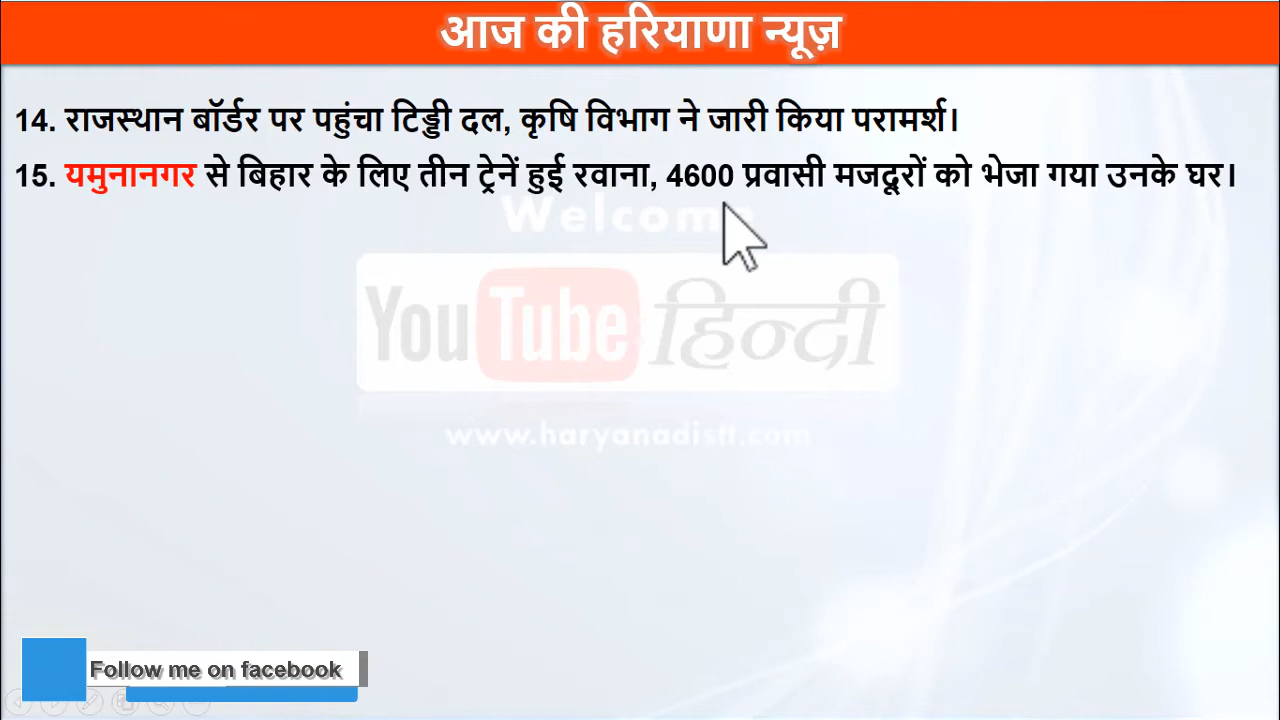 आज की हरियाणा न्यूज़
14. राजस्थान बॉर्डर पर पहुंचा टिड्डी दल, कृषि विभाग ने जारी किया परामर्श।
15. यमुनानगर से बिहार के लिए तीन ट्रेनें हुई रवाना, 4600 प्रवासी मजदूरों को भेजा गया उनके घर।
Welcome
YouTube हिन्दी
www.haryanadistt.com
Follow me on facebook